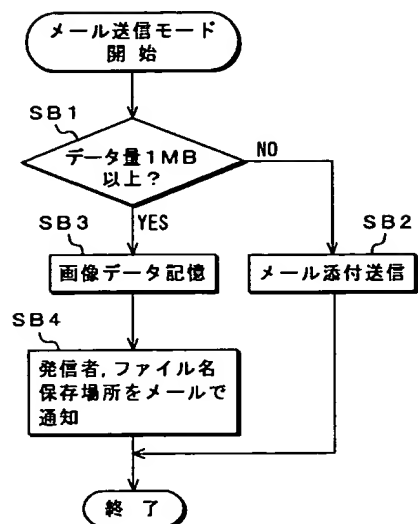 メール送信モード
開始
SB1
データ量1MB
以上?
NO
YES
SB3
SB2
画像データ記憶
メール添付送信
SB4
発信者,ファイル名
保存場所をメールで
通知
終了